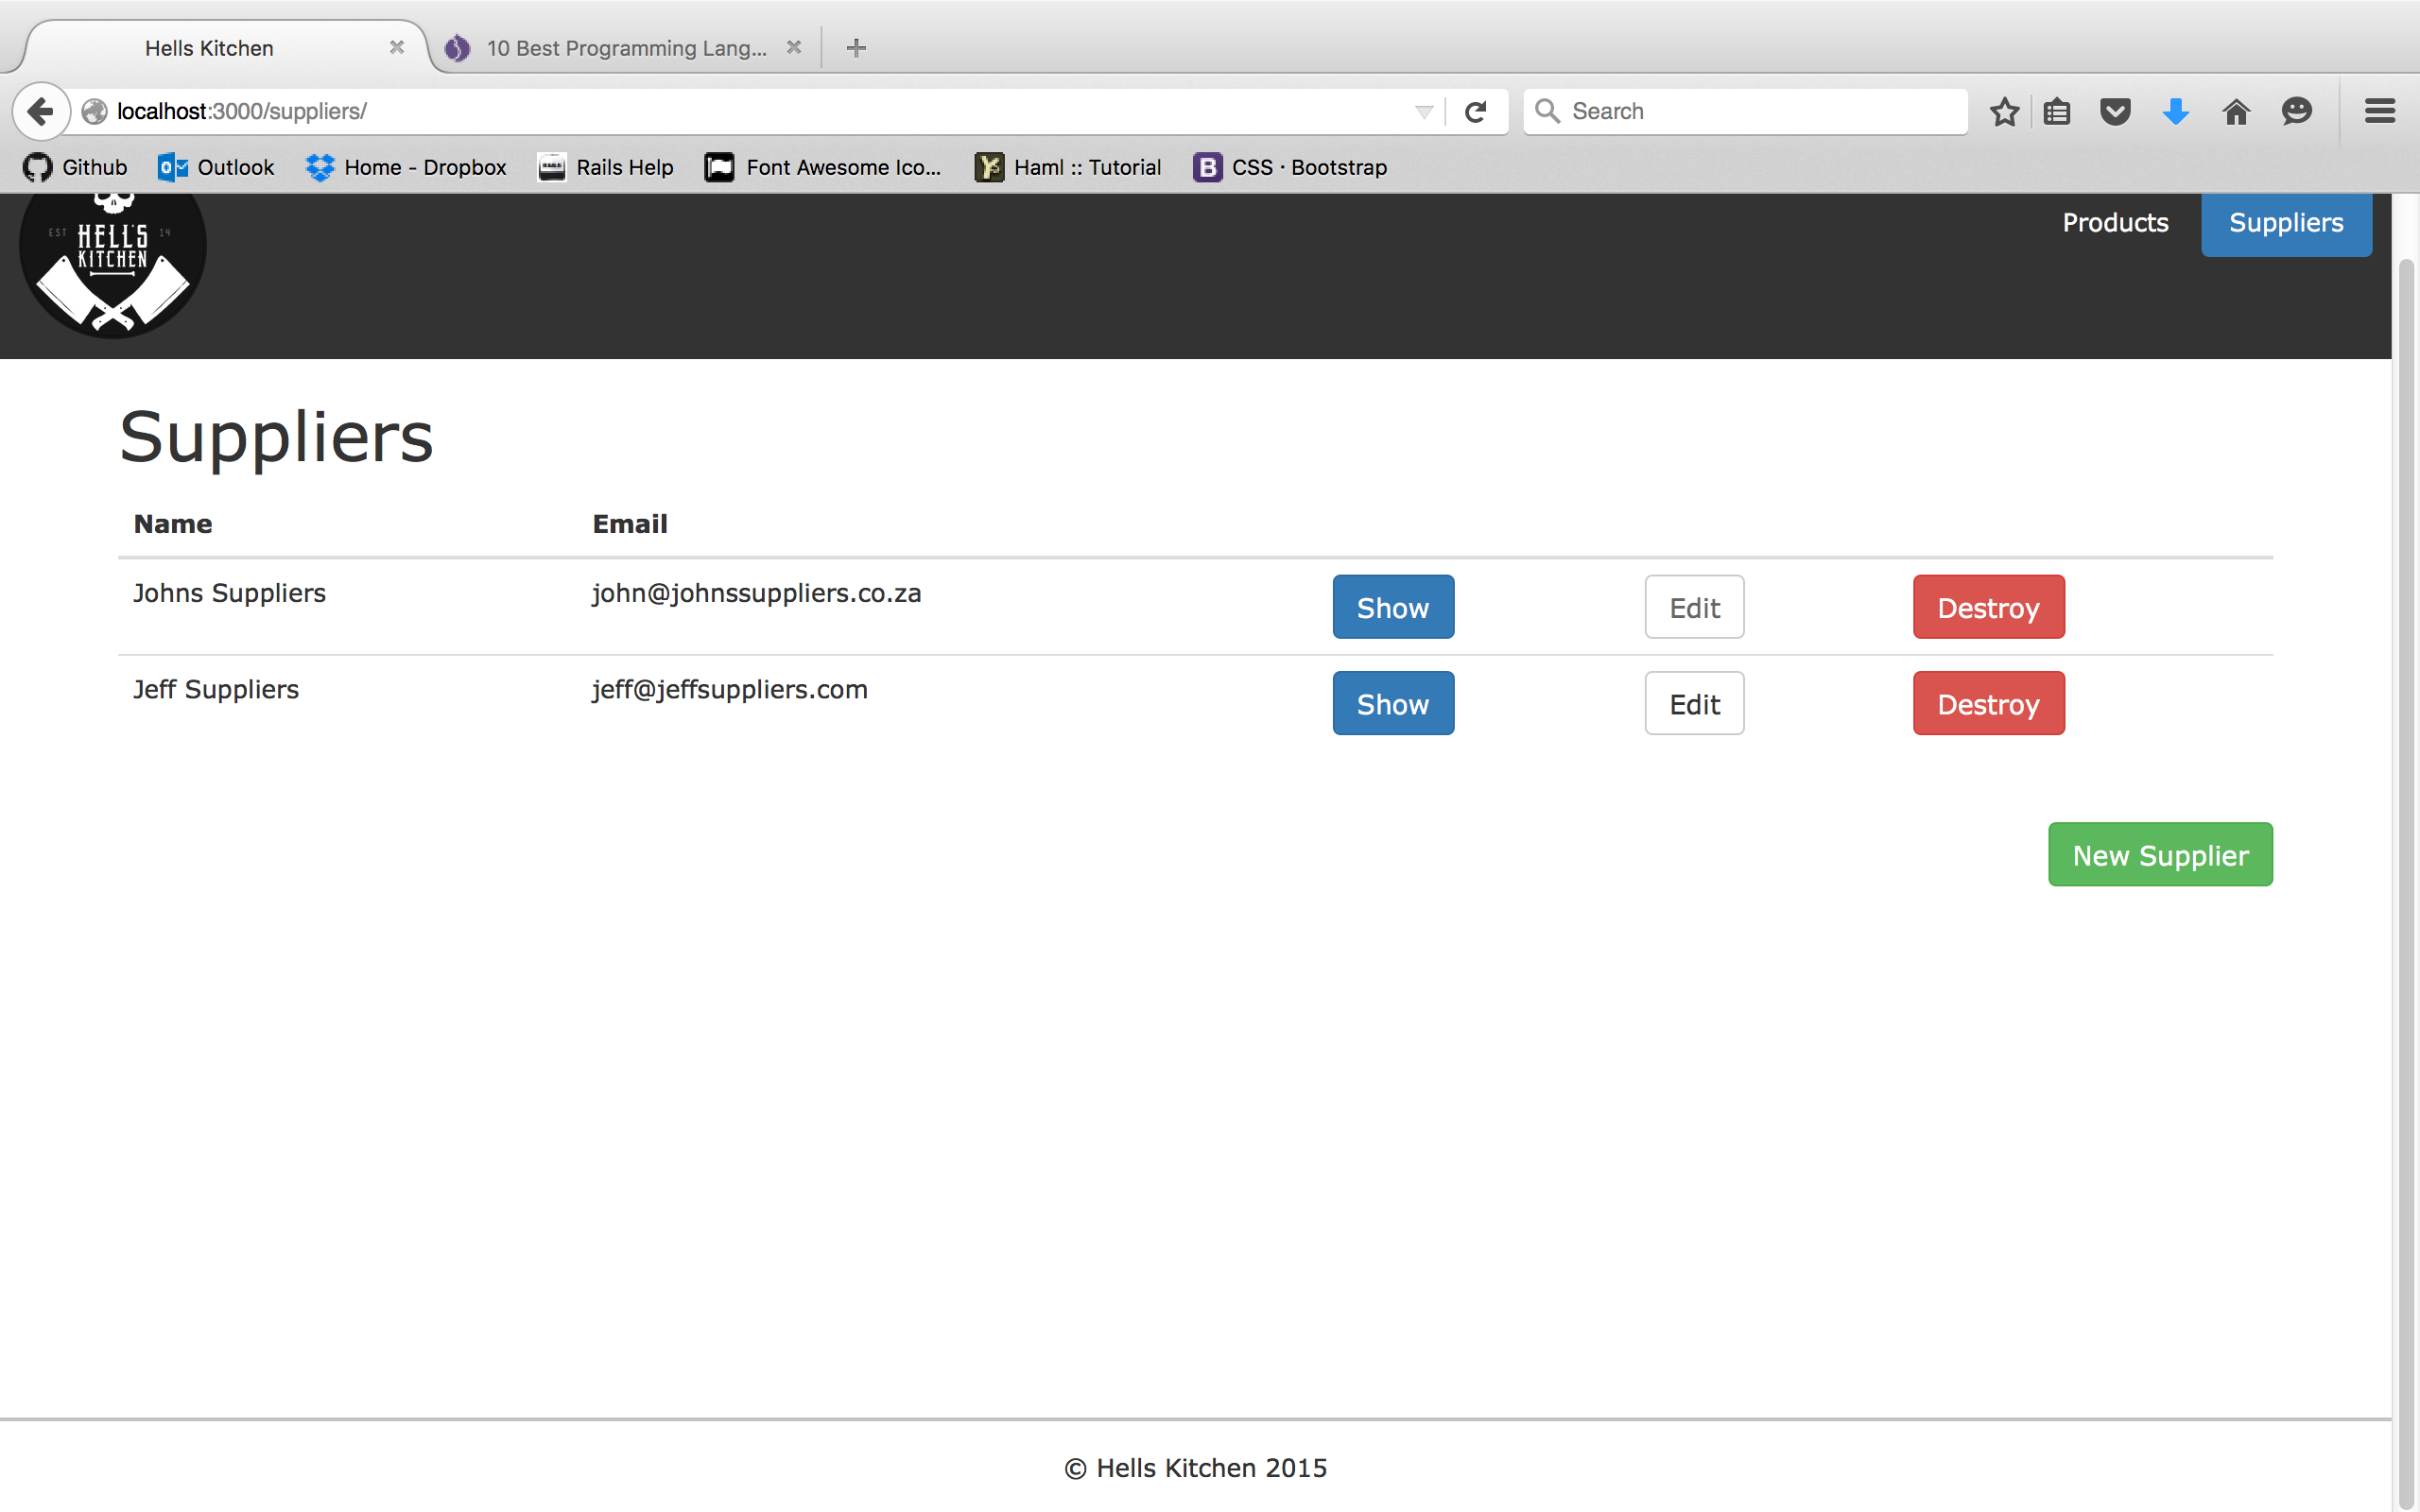 Hells Kitchen
10 Best Programming Lang...
localhost:3000/suppliers/
Search
Github
Outlook
Home - Dropbox
Rails Help
Font Awesome Ico...
Haml :: Tutorial
CSS · Bootstrap
EST HELL'S 14
KITCHEN
Products Suppliers
Suppliers
Name Email
Johns Suppliers john@johnssuppliers.co.za Show Edit Destroy
Jeff Suppliers jeff@jeffsuppliers.com Show Edit Destroy
New Supplier
© Hells Kitchen 2015